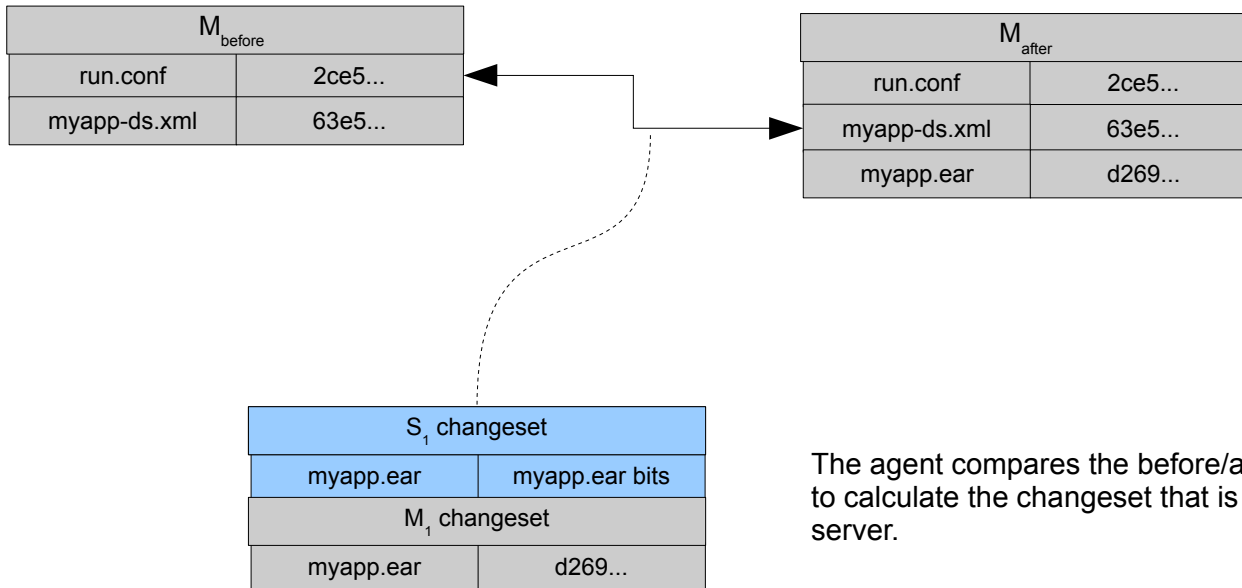 M before
run.conf 2ce5...
myapp-ds.xml 63e5...
M after
run.conf 2ce5...
myapp-ds.xml 63e5...
myapp.ear d269...
S1 changeset
myapp.ear myapp.ear bits
M1 changeset
myapp.ear d269...
The agent compares the before/a
to calculate the changeset that is
server.